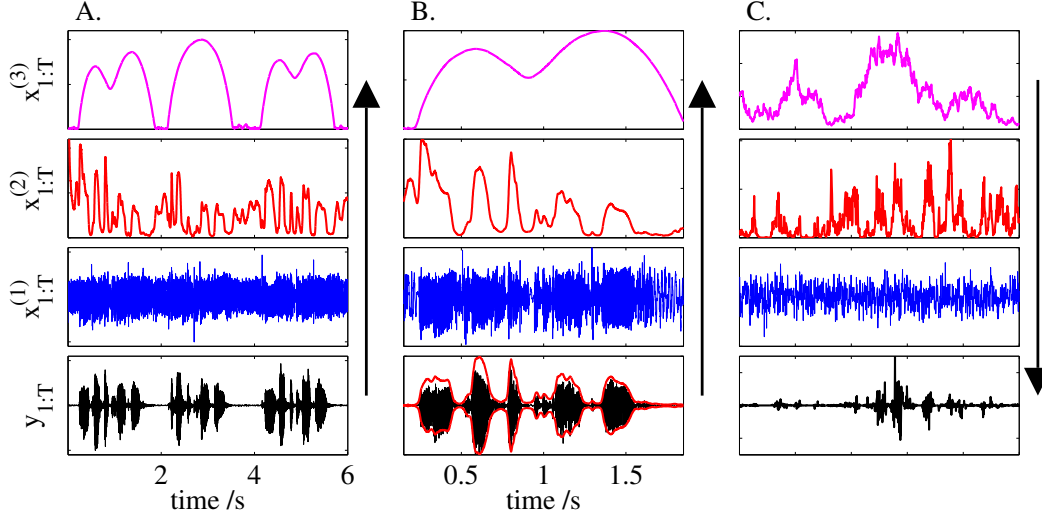 A. B. C.
x(3)1:T
x(2)1:T
x(1)1:T
y1:T
2 4 6 0.5 1 1.5
time /s time /s